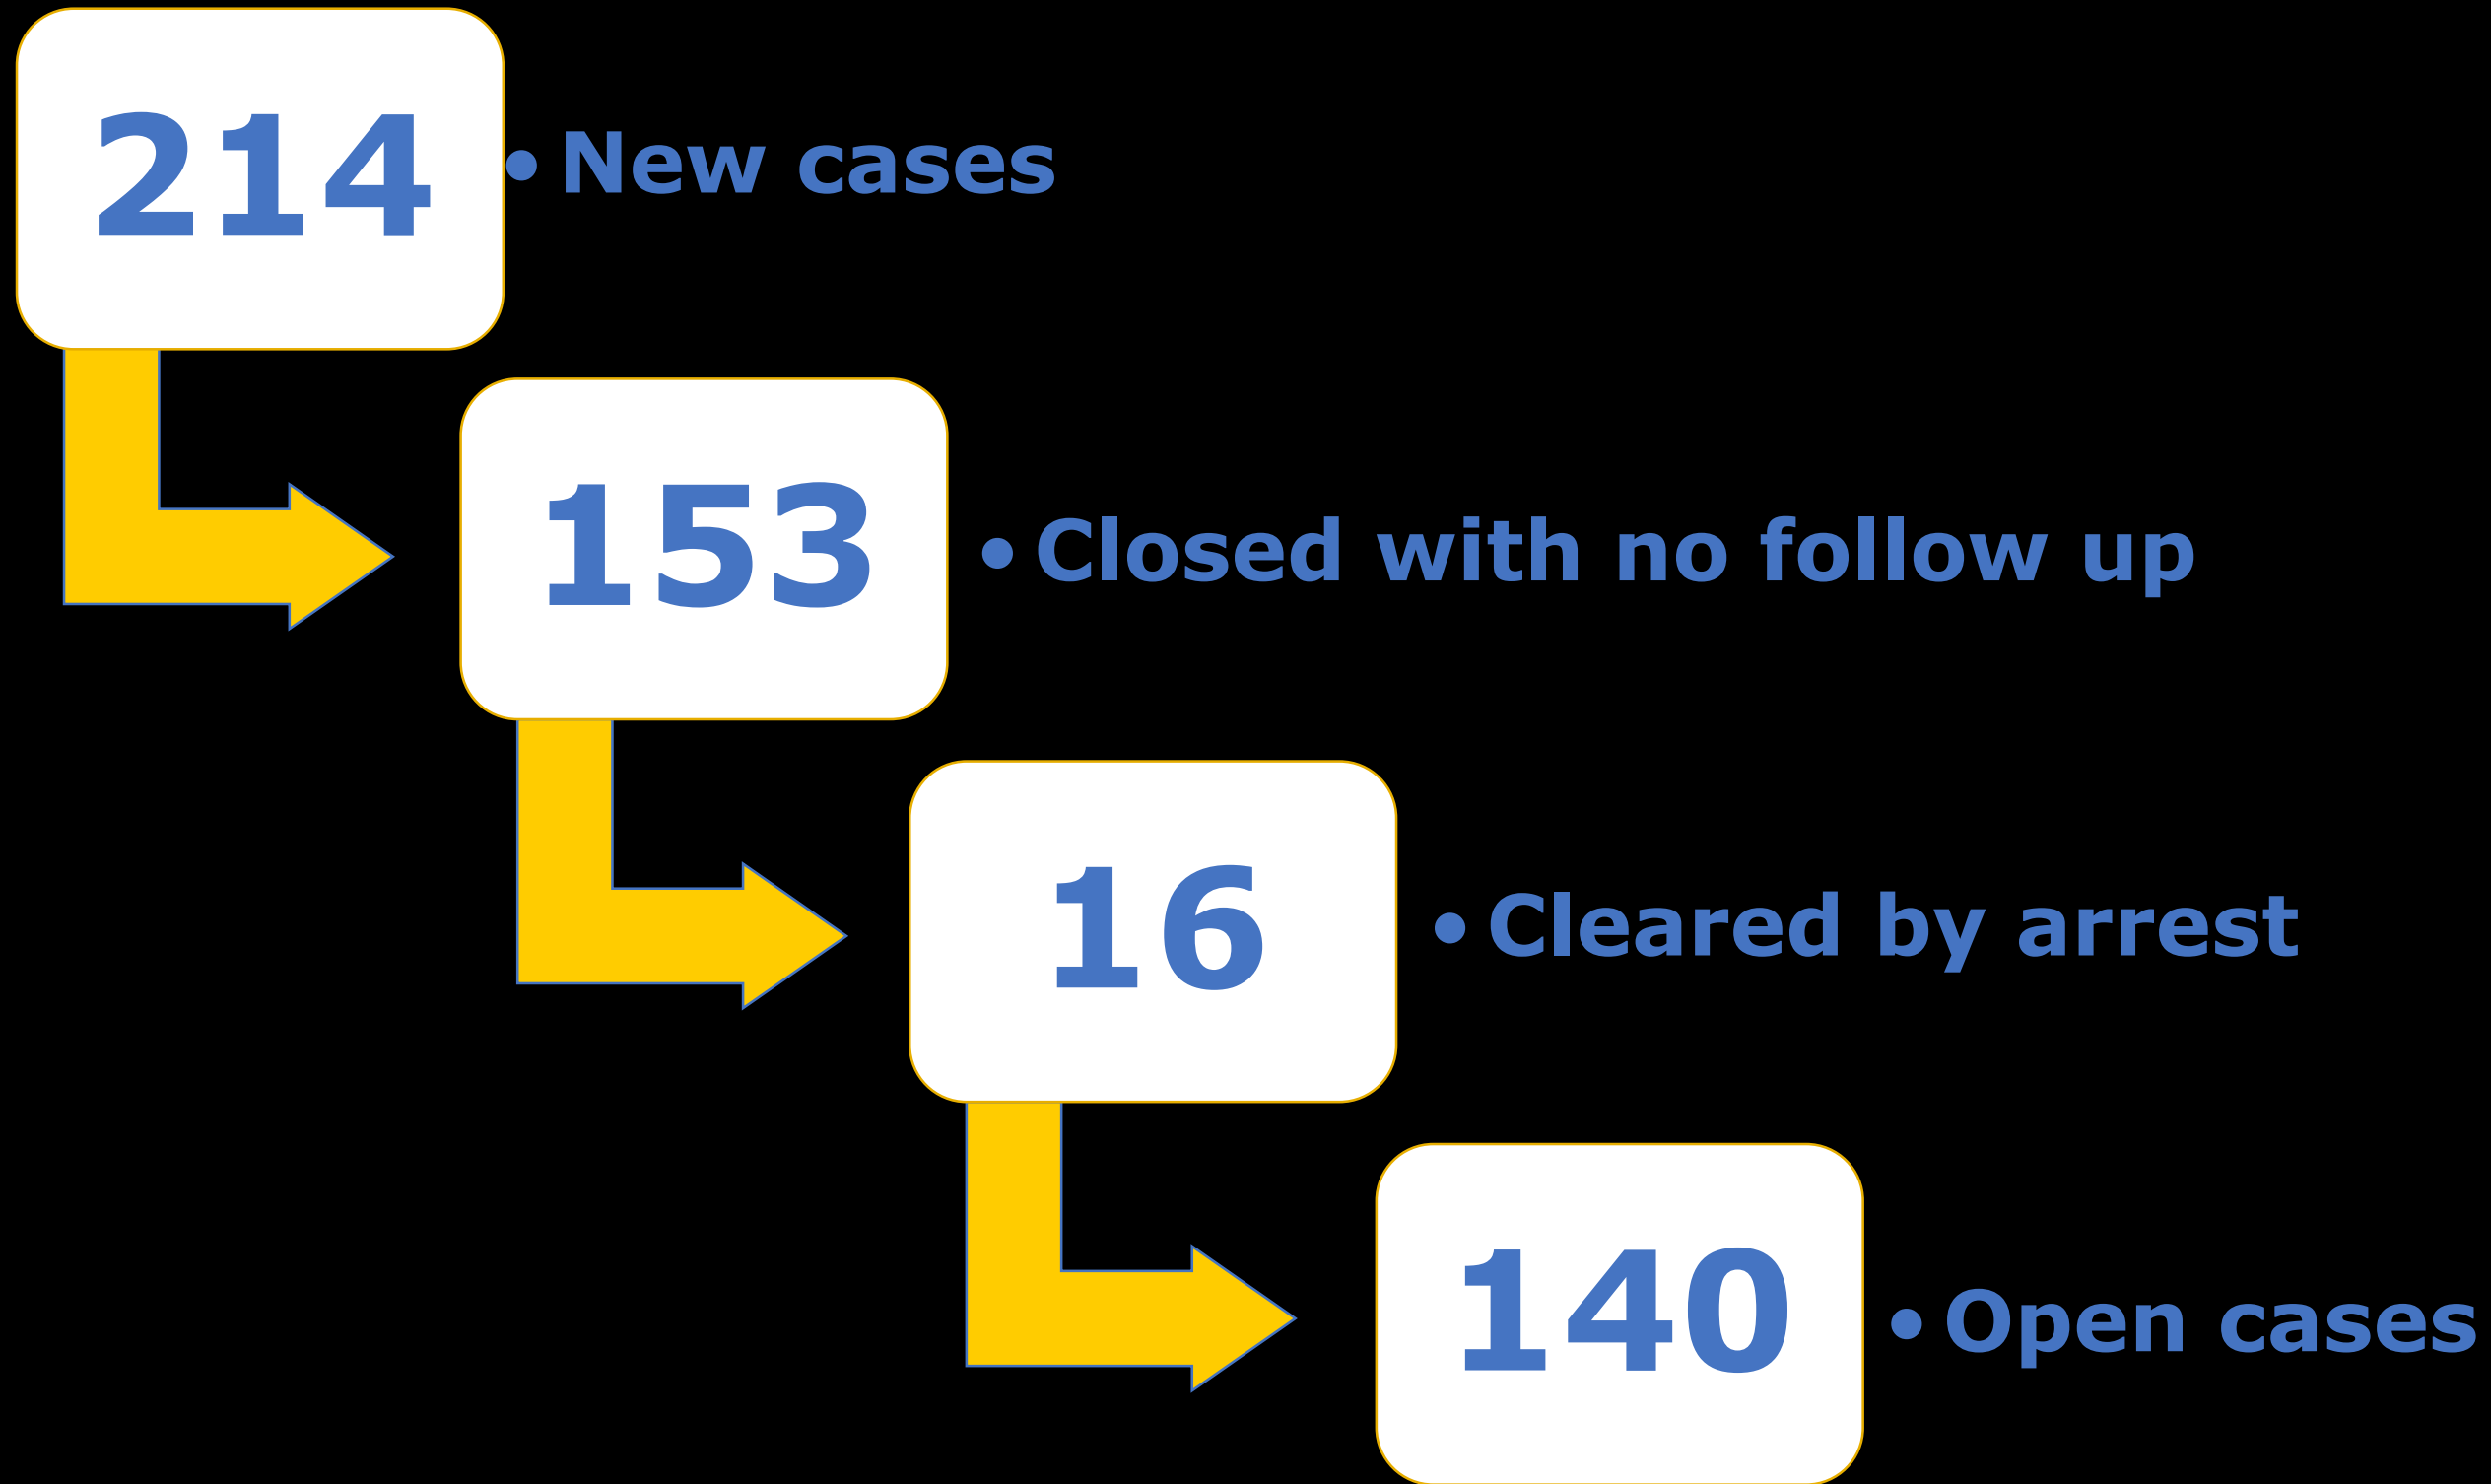 214
• New cases
153
• Closed with no follow up
16
• Cleared by arrest
140
• Open cases